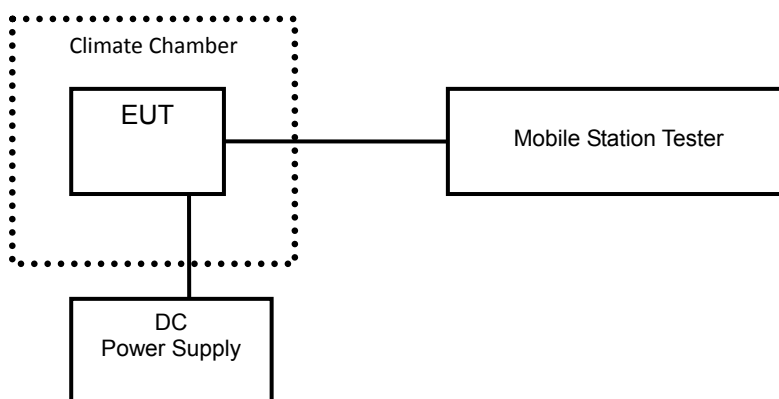 Climate Chamber
EUT
Mobile Station Tester
DC
Power Supply